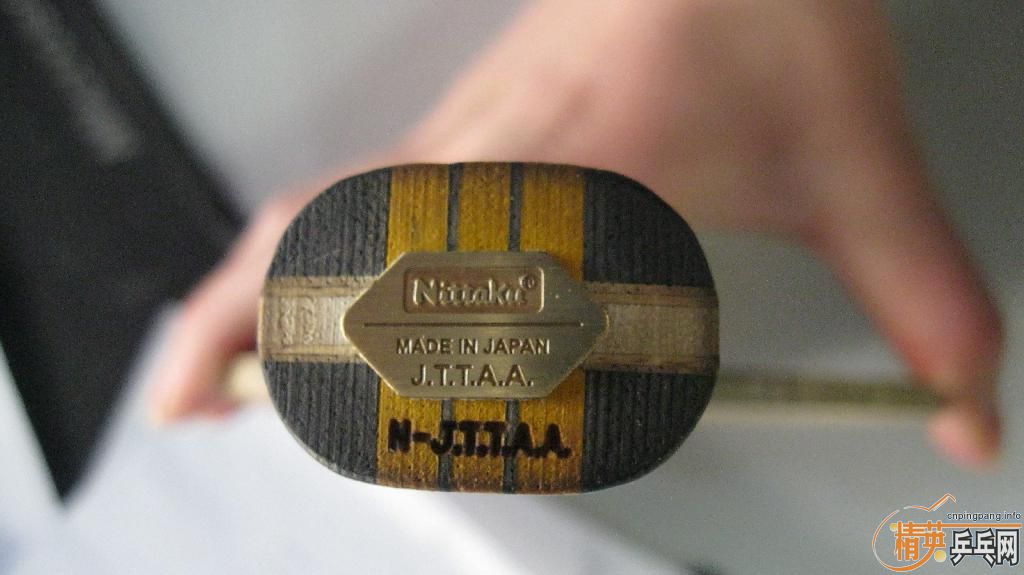 Nittaku®
MADE IN JAPAN
J.T.T.A.A.
N-J.T.T.A.A.
cnpingpang.info
精英乒乓网